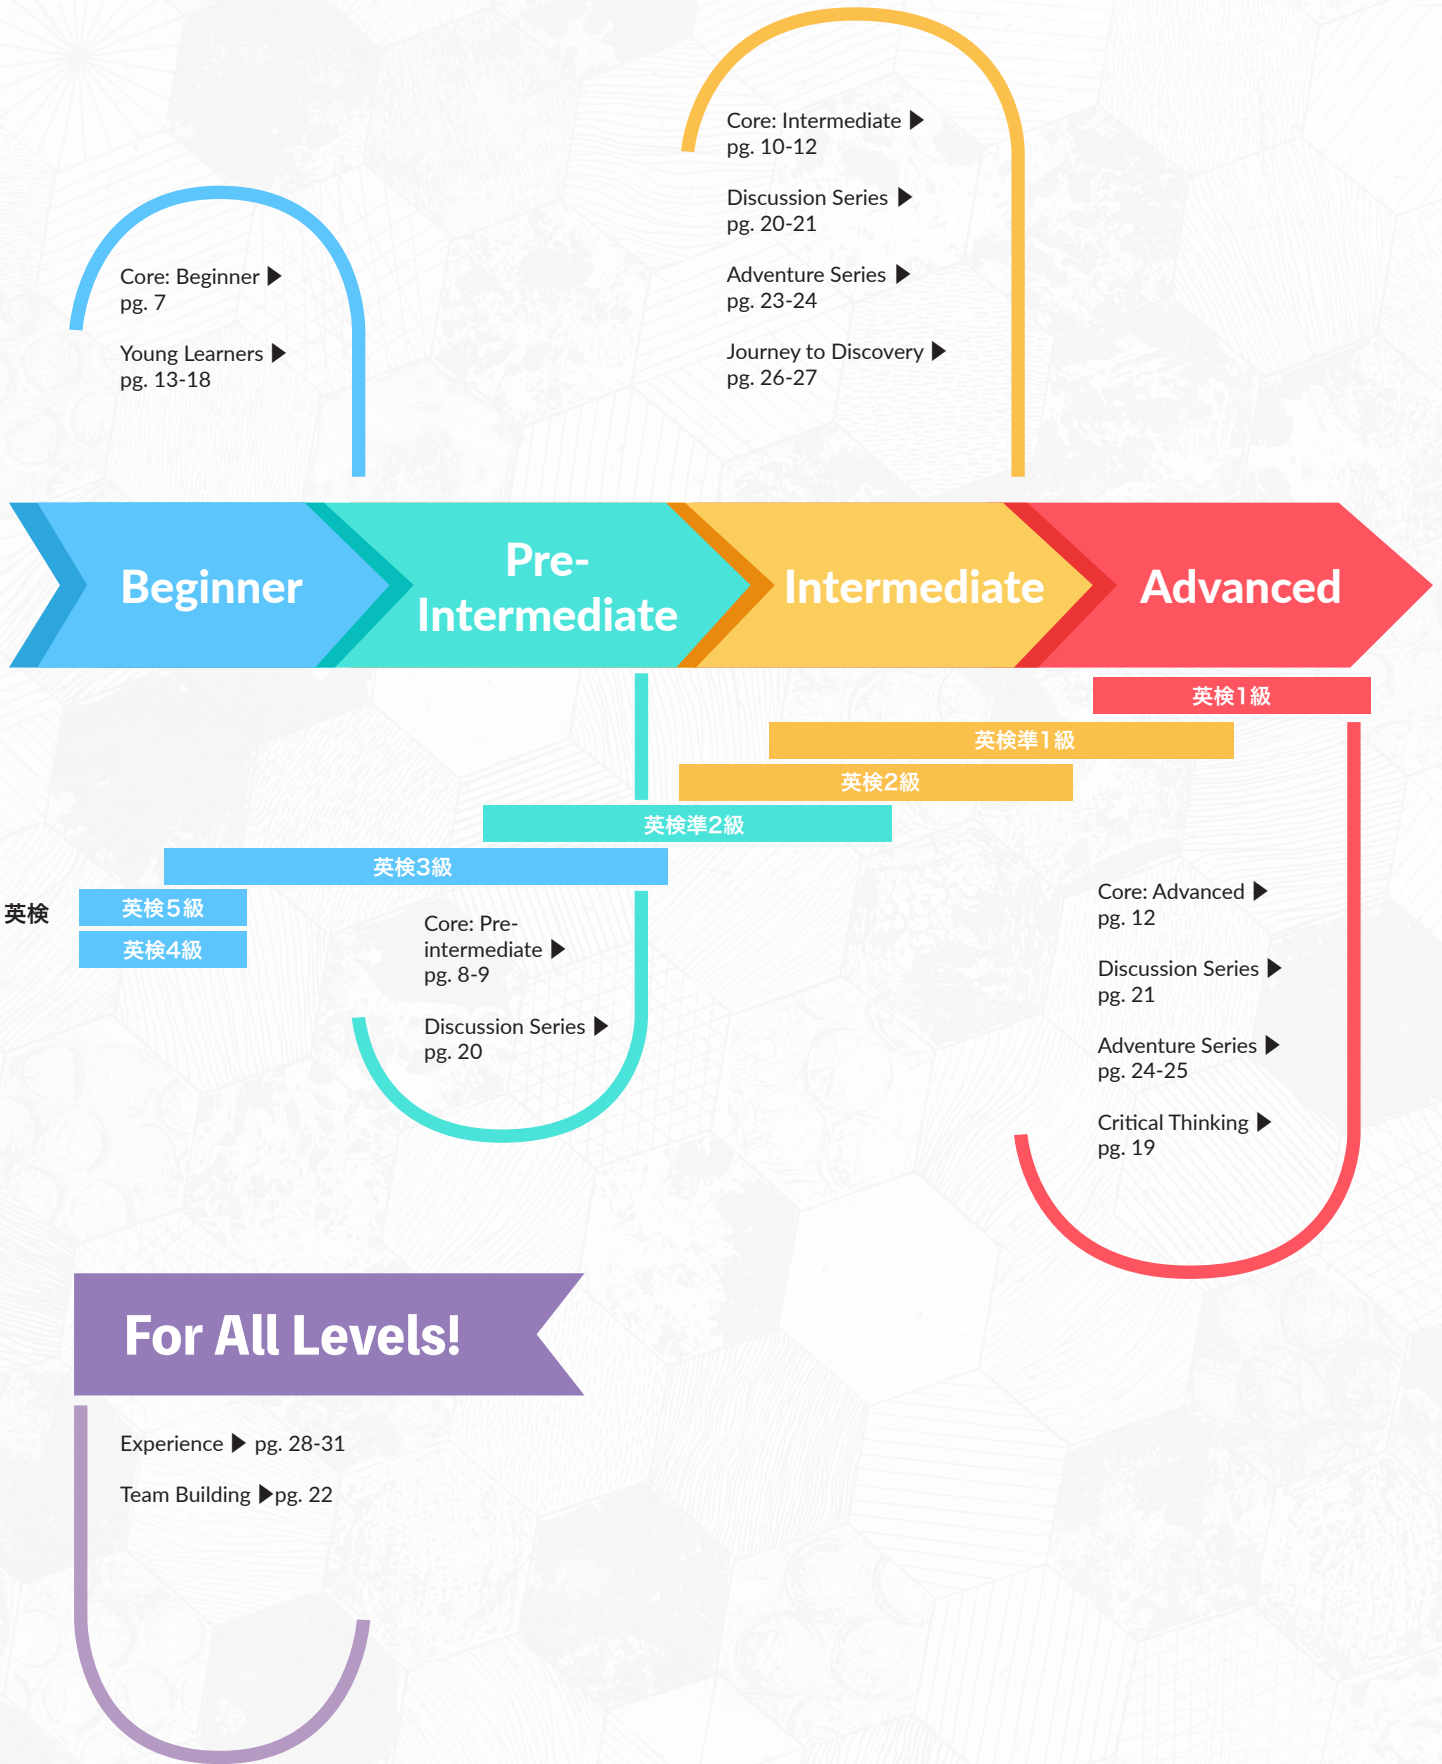 Core: Intermediate ▶
pg. 10-12
Discussion Series ▶
pg. 20-21
Adventure Series ▶
pg. 23-24
Journey to Discovery ▶
pg. 26-27
Core: Beginner ▶
pg. 7
Young Learners ▶
pg. 13-18
Beginner
Pre-
Intermediate
Intermediate
Advanced
英検1級
英検準1級
英検2級
英検準2級
英検3級
英検
英検5級
英検4級
Core: Pre-
intermediate ▶
pg. 8-9
Discussion Series ▶
pg. 20
Core: Advanced ▶
pg. 12
Discussion Series ▶
pg. 21
Adventure Series ▶
pg. 24-25
Critical Thinking ▶
pg. 19
For All Levels!
Experience ▶ pg. 28-31
Team Building ▶pg. 22